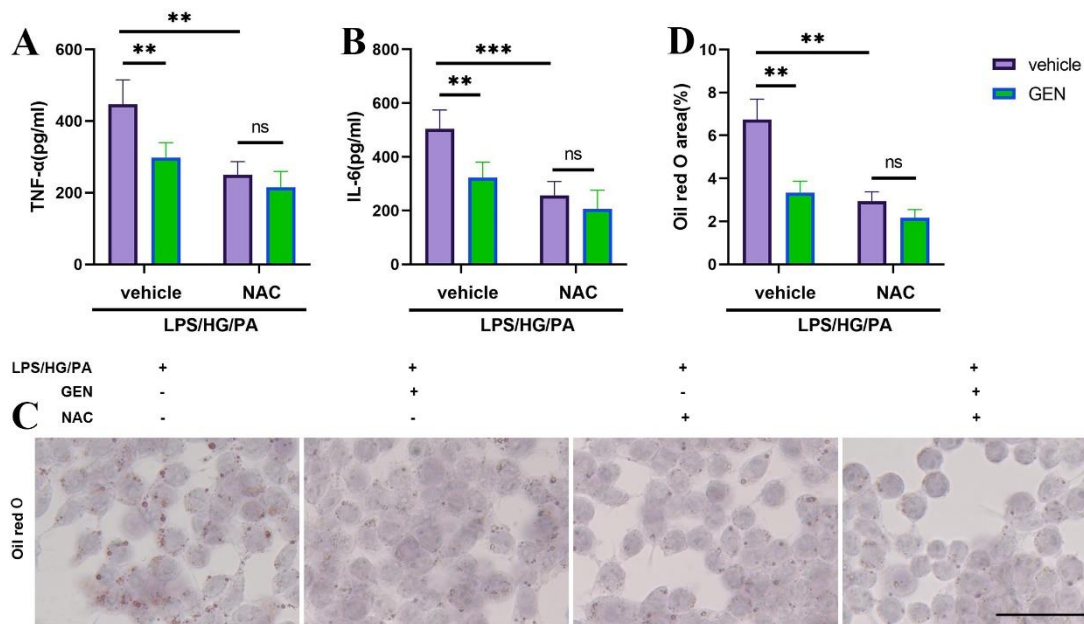 A
TNF-α(pg/ml)
600
400
200
0
**
**
ns
vehicle
NAC
LPS/HG/PA
B
IL-6(pg/ml)
800
600
400
200
0
***
**
ns
vehicle
NAC
LPS/HG/PA
D
Oil red O area(%)
10
8
6
4
2
0
**
**
ns
vehicle
NAC
LPS/HG/PA
vehicle
GEN
LPS/HG/PA + + + +
GEN - + - +
C
NAC - - + +
Oil red O